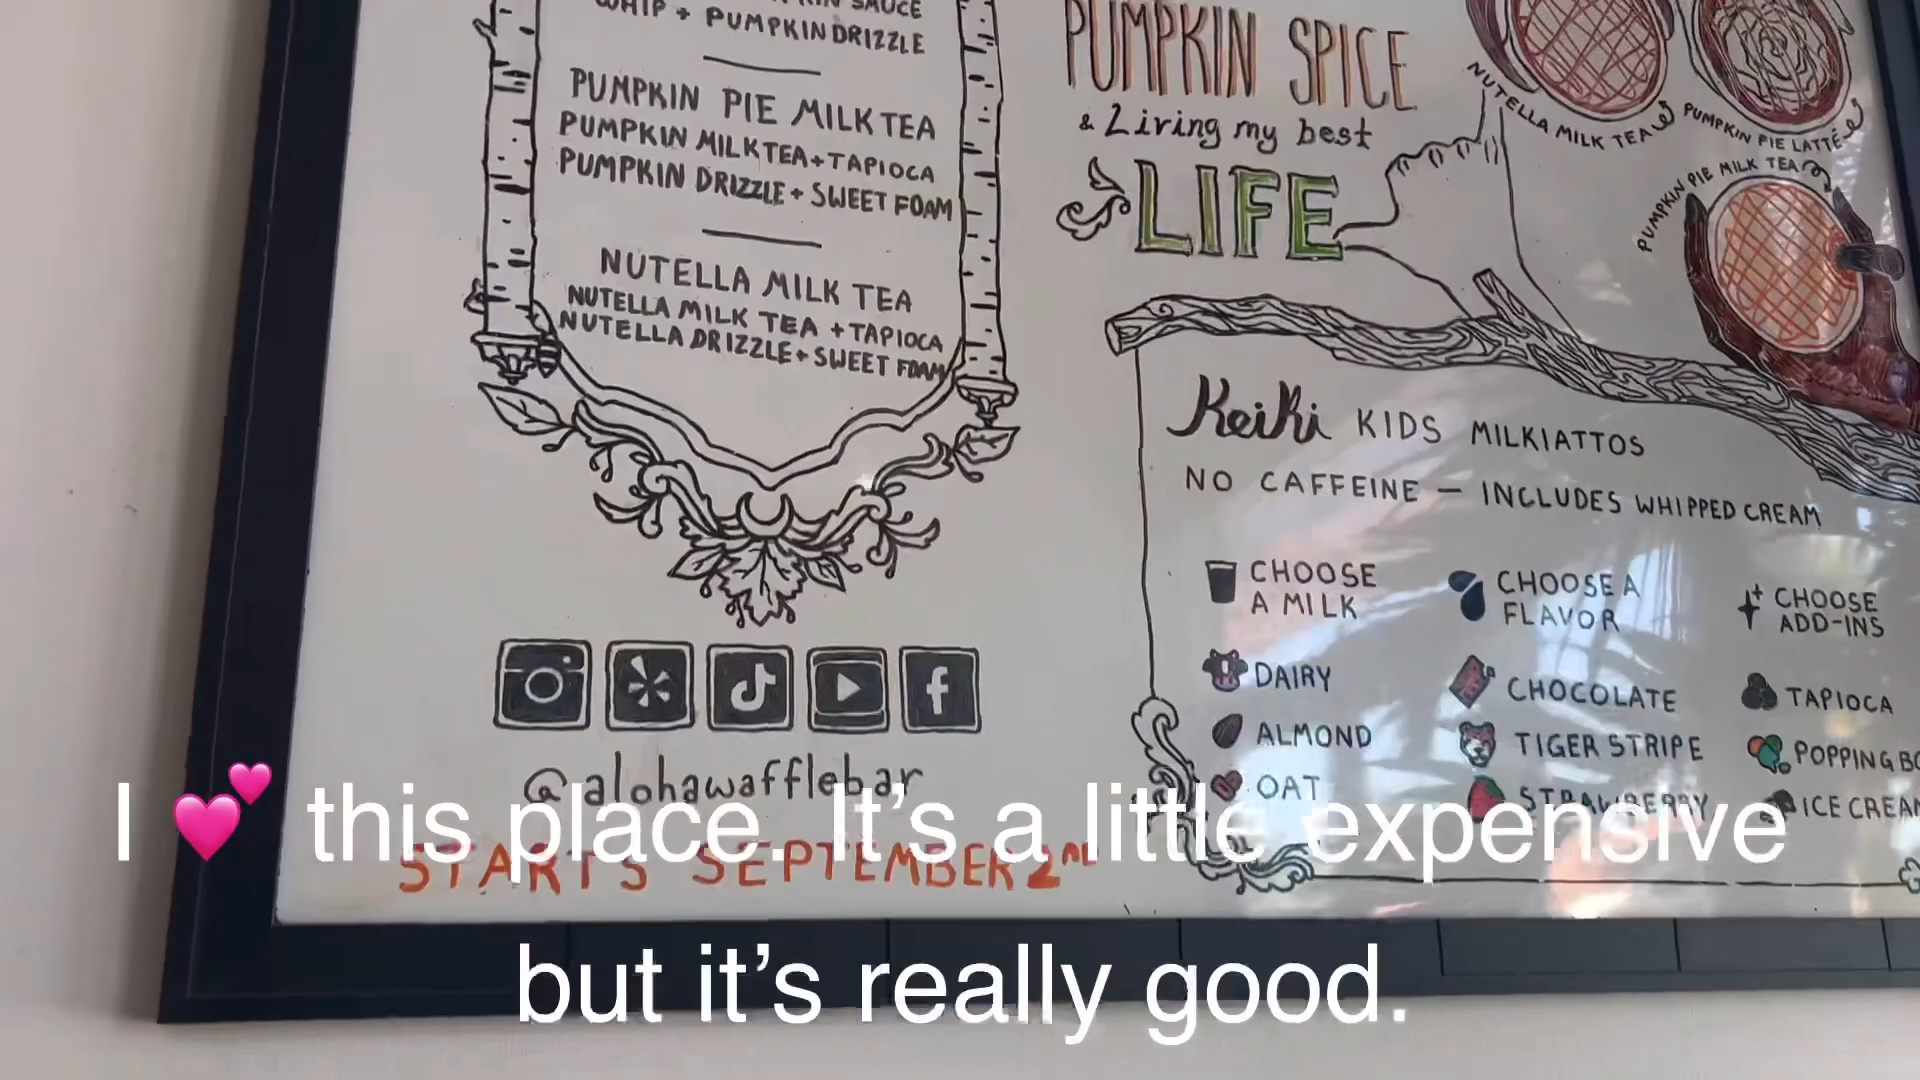 WHIP + PUMPKIN DRIZZLE
PUMPKIN PIE MILK TEA
PUMPKIN MILK TEA + TAPIOCA
PUMPKIN DRIZZLE + SWEET FOAM
NUTELLA MILK TEA
NUTELLA MILK TEA + TAPIOCA
NUTELLA DRIZZLE + SWEET FOAM
@alohawafflebar
STARTS SEPTEMBER 2ND
PUMPKIN SPICE
& Living my best
LIFE
NUTELLA MILK TEA
PUMPKIN PIE LATTÉ
PUMPKIN PIE MILK TEA
Keiki KIDS MILKIATTOS
NO CAFFEINE — INCLUDES WHIPPED CREAM
CHOOSE
A MILK
DAIRY
ALMOND
OAT
CHOOSE A
FLAVOR
CHOCOLATE
TIGER STRIPE
STRAWBERRY
CHOOSE
ADD-INS
TAPIOCA
POPPING BO
ICE CREAM
I 💕 this place. It's a little expensive
but it's really good.